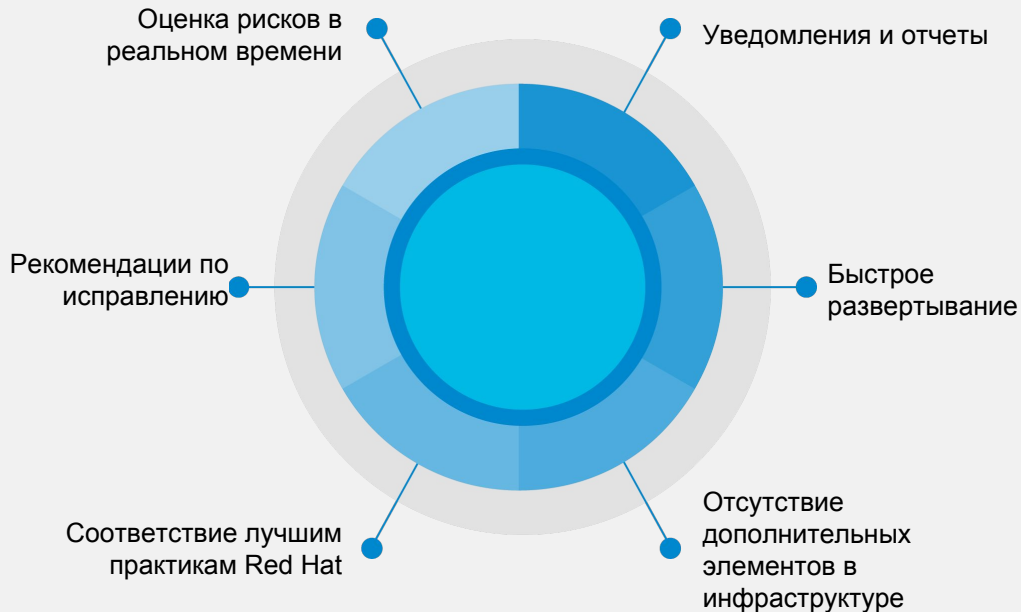 Оценка рисков в
реальном времени
Уведомления и отчеты
Рекомендации по
исправлению
Быстрое
развертывание
Соответствие лучшим
практикам Red Hat
Отсутствие
дополнительных
элементов в
инфраструктуре